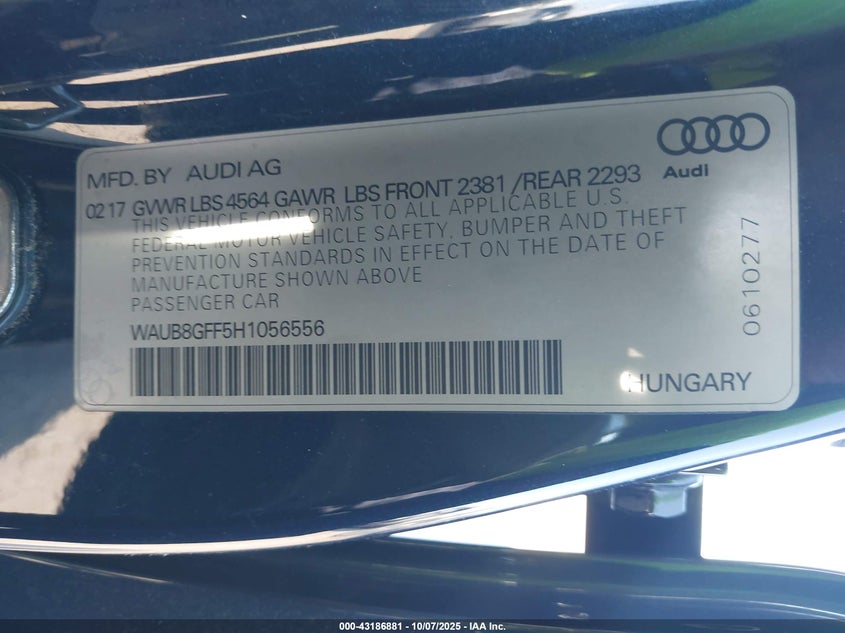 MFD. BY AUDI AG
Audi
02 17 GVWR LBS 4564 GAWR LBS FRONT 2381 /REAR 2293
THIS VEHICLE CONFORMS TO ALL APPLICABLE U.S.
FEDERAL MOTOR VEHICLE SAFETY, BUMPER AND THEFT
PREVENTION STANDARDS IN EFFECT ON THE DATE OF
MANUFACTURE SHOWN ABOVE
PASSENGER CAR
WAUB8GFF5H1056556
HUNGARY
0610277
000-43186881 - 10/07/2025 - IAA Inc.